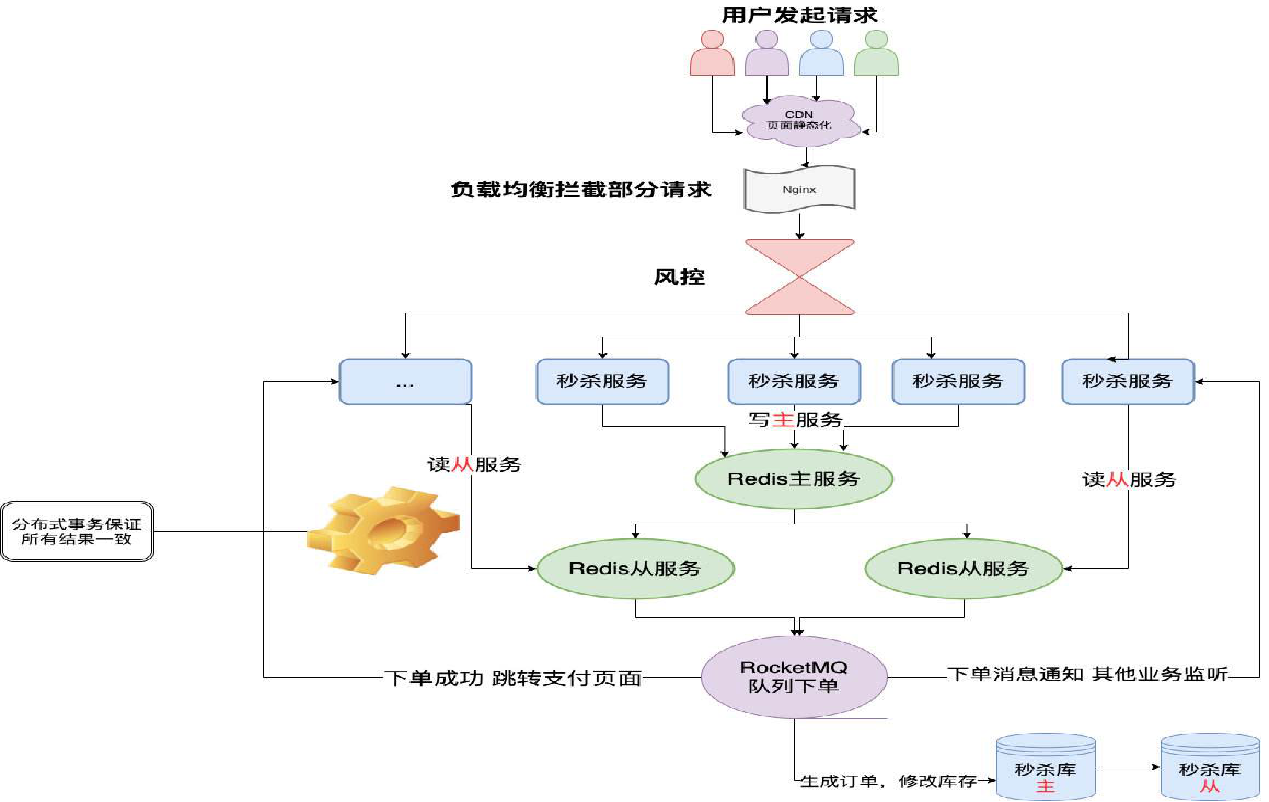 用户发起请求
CDN
页面静态化
负载均衡拦截部分请求
Nginx
风控
...
秒杀服务
秒杀服务
秒杀服务
秒杀服务
写主服务
读从服务
Redis主服务
读从服务
分布式事务保证
所有结果一致
Redis从服务
Redis从服务
下单成功 跳转支付页面
RocketMQ
队列下单
下单消息通知 其他业务监听
生成订单，修改库存
秒杀库
主
秒杀库
从